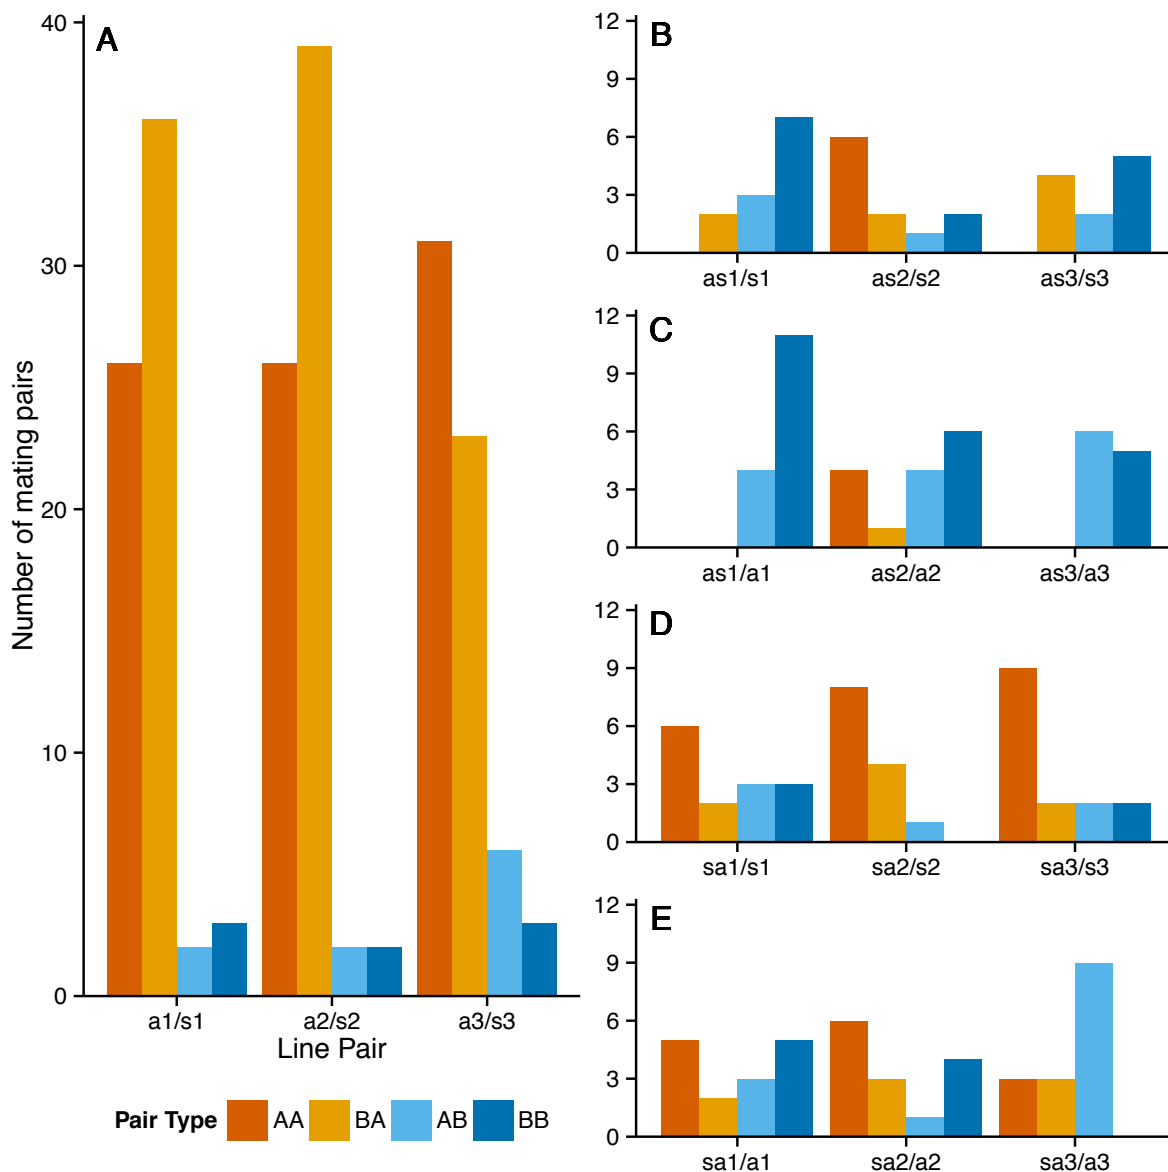 A
40
30
20
10
0
Number of mating pairs
a1/s1 a2/s2 a3/s3
Line Pair
Pair Type AA BA AB BB
B
12
9
6
3
0
as1/s1 as2/s2 as3/s3
C
12
9
6
3
0
as1/a1 as2/a2 as3/a3
D
12
9
6
3
0
sa1/s1 sa2/s2 sa3/s3
E
12
9
6
3
0
sa1/a1 sa2/a2 sa3/a3